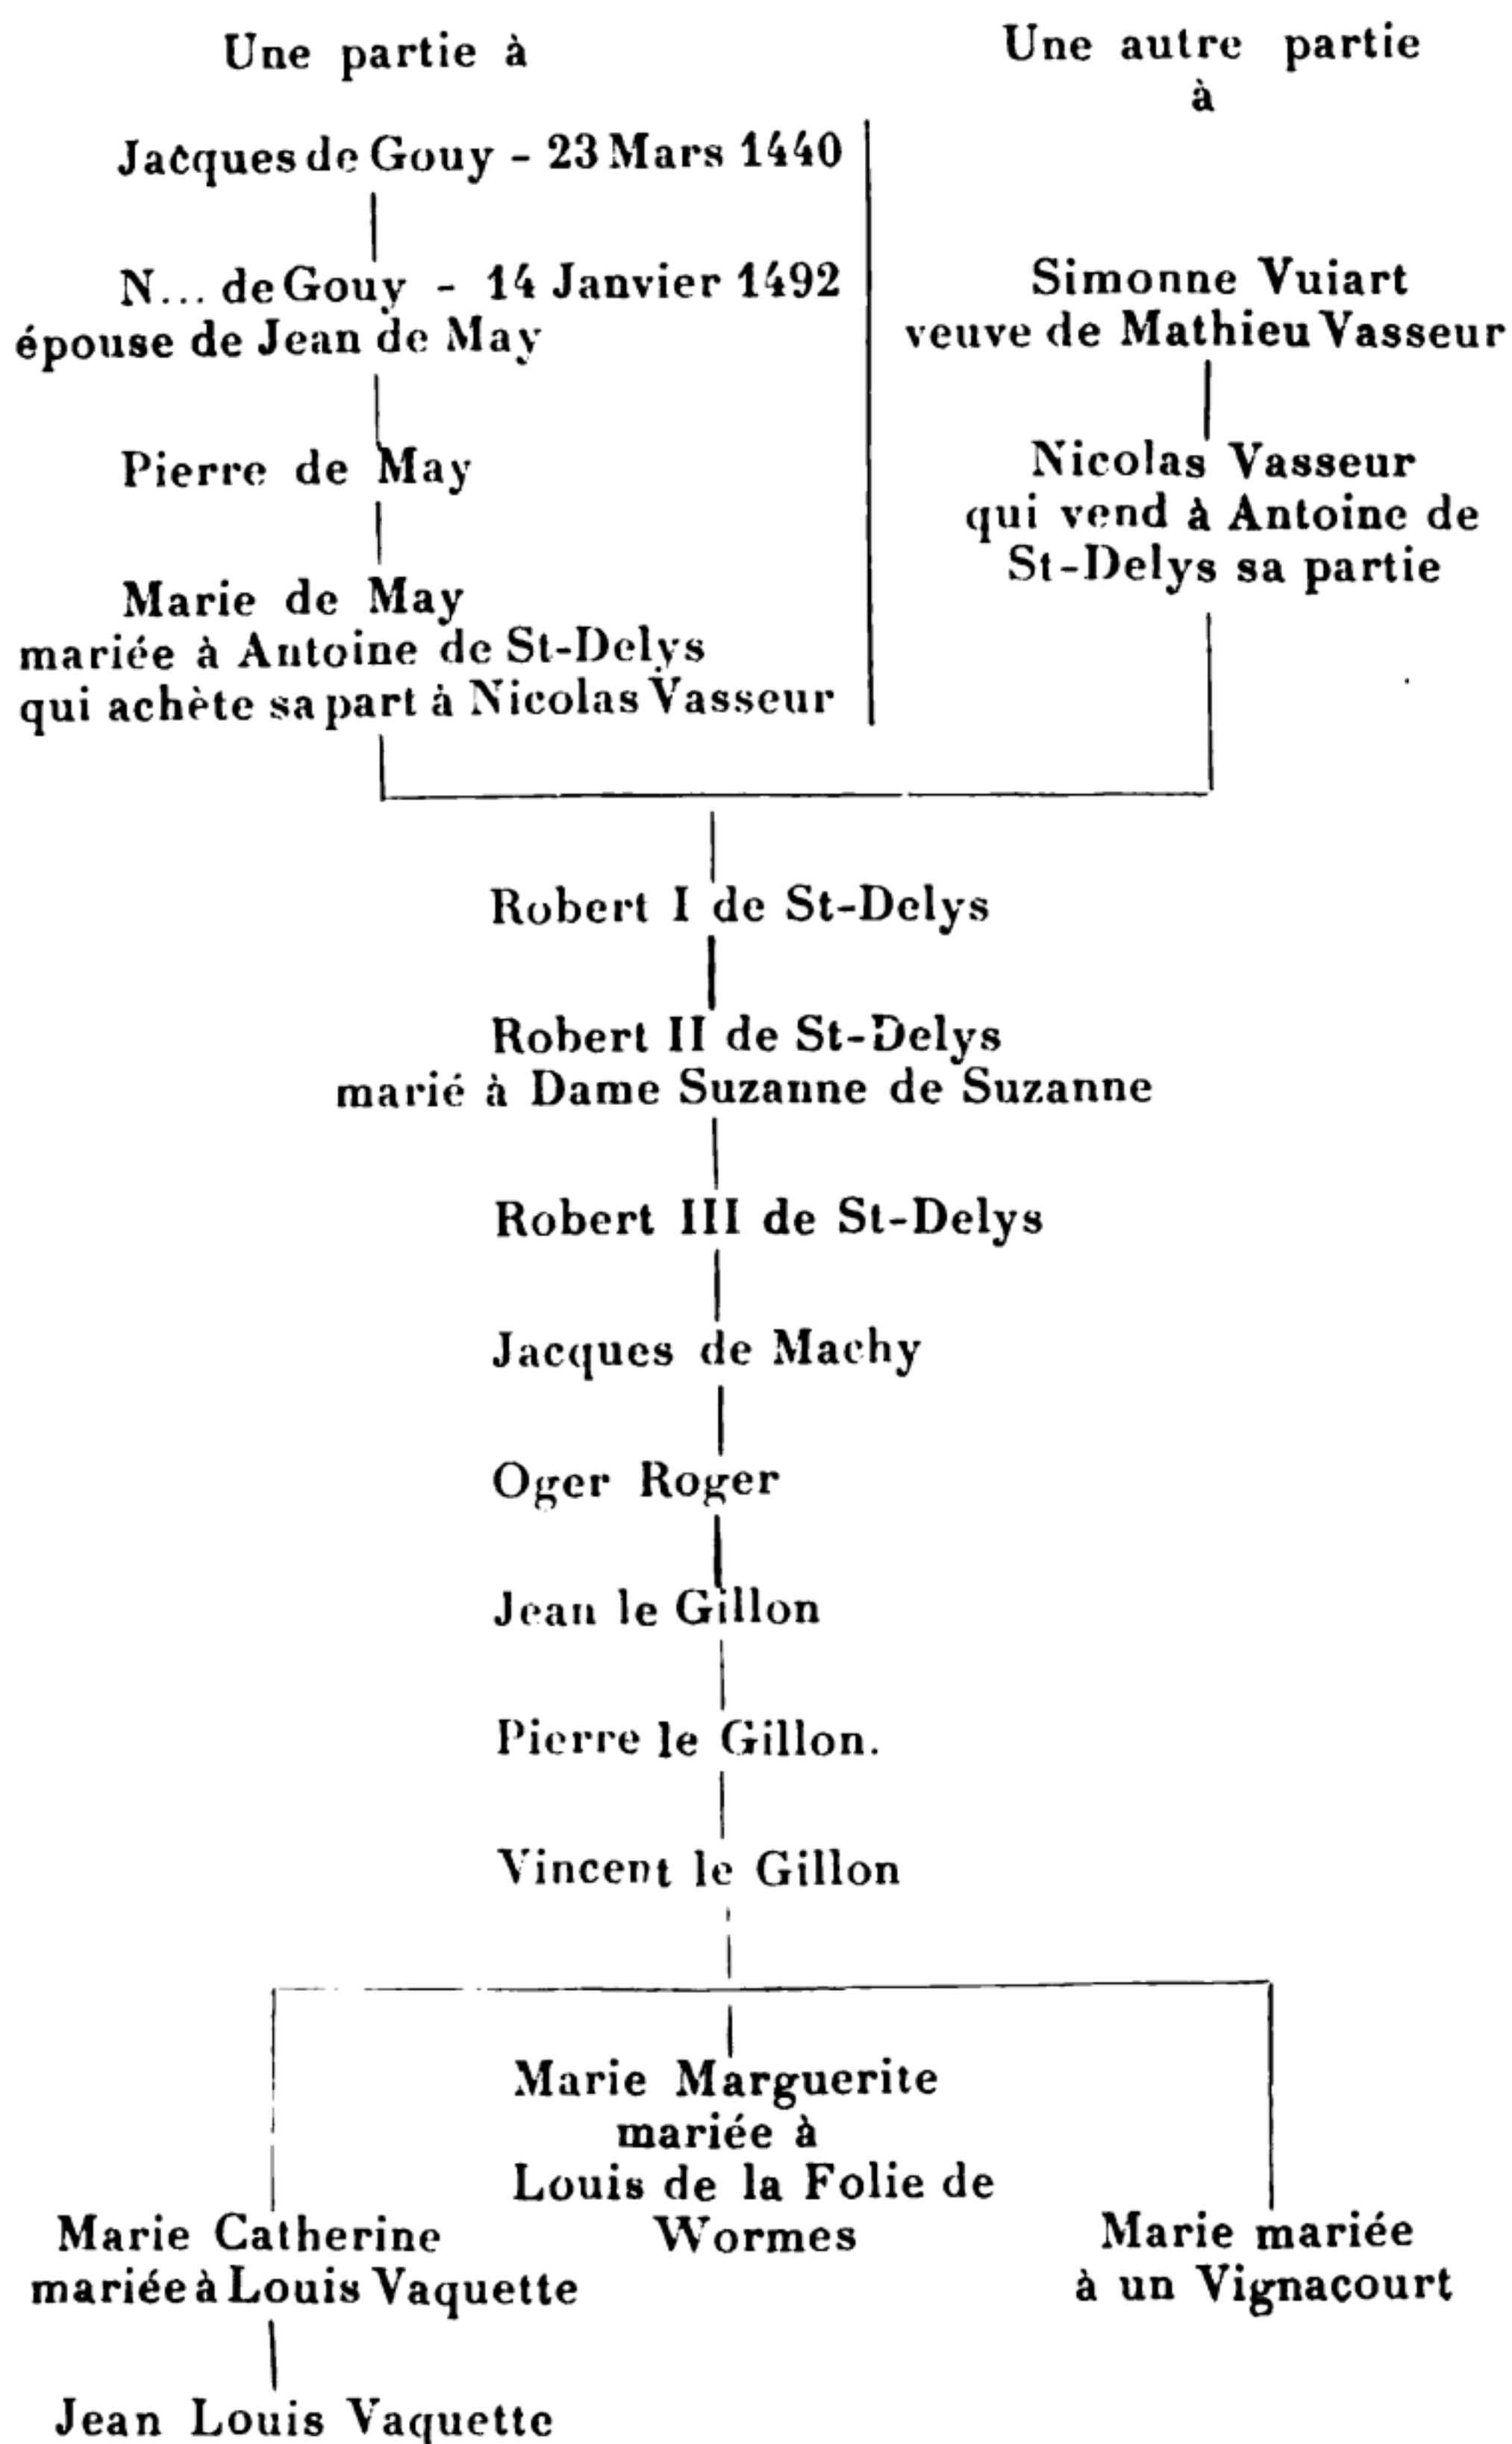 Une partie à
Jacques de Gouy - 23 Mars 1440
N... de Gouy - 14 Janvier 1492
épouse de Jean de May
Pierre de May
Marie de May
mariée à Antoine de St-Delys
qui achète sa part à Nicolas Vasseur
Une autre partie
à
Simonne Vuiart
veuve de Mathieu Vasseur
Nicolas Vasseur
qui vend à Antoine de
St-Delys sa partie
Robert I de St-Delys
Robert II de St-Delys
marié à Dame Suzanne de Suzanne
Robert III de St-Delys
Jacques de Machy
Oger Roger
Jean le Gillon
Pierre le Gillon.
Vincent le Gillon
Marie Catherine
mariée à Louis Vaquette
Jean Louis Vaquette
Marie Marguerite
mariée à
Louis de la Folie de
Wormes
Marie mariée
à un Vignacourt